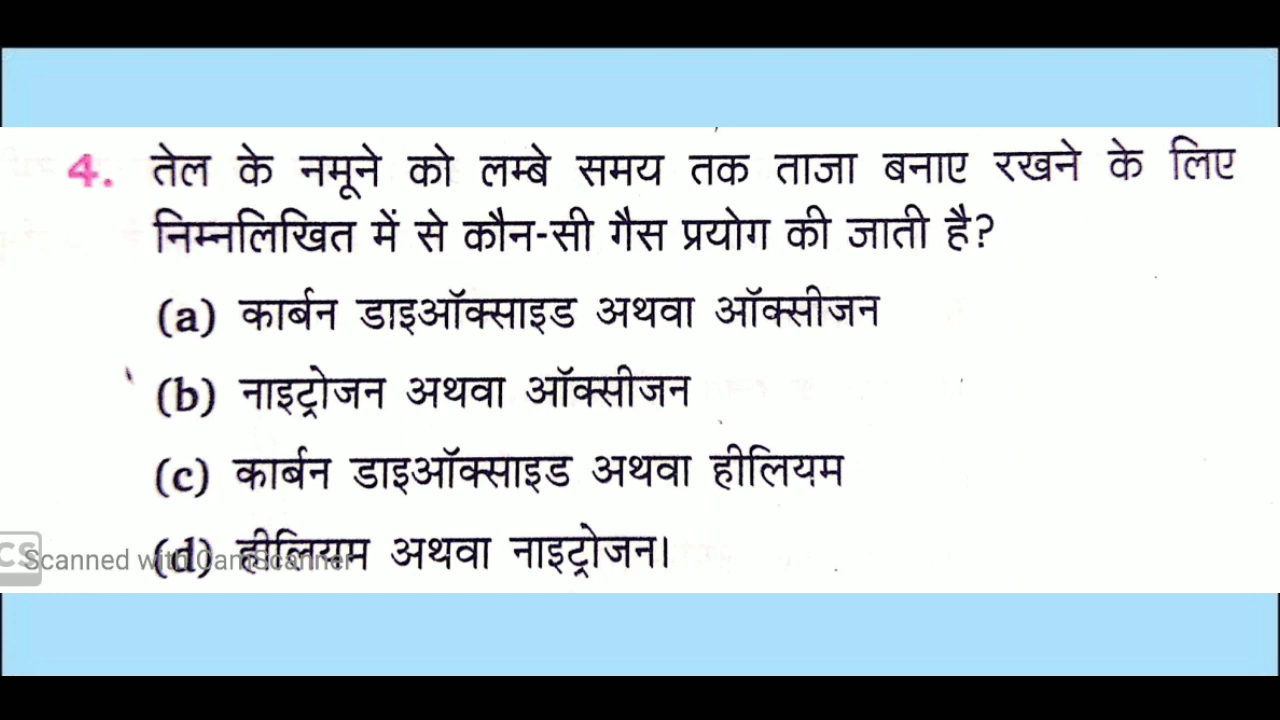 4. तेल के नमूने को लम्बे समय तक ताजा बनाए रखने के लिए
निम्नलिखित में से कौन-सी गैस प्रयोग की जाती है?
(a) कार्बन डाइऑक्साइड अथवा ऑक्सीजन
(b) नाइट्रोजन अथवा ऑक्सीजन
(c) कार्बन डाइऑक्साइड अथवा हीलियम
(d) हीलियम अथवा नाइट्रोजन।
CS Scanned with CamScanner